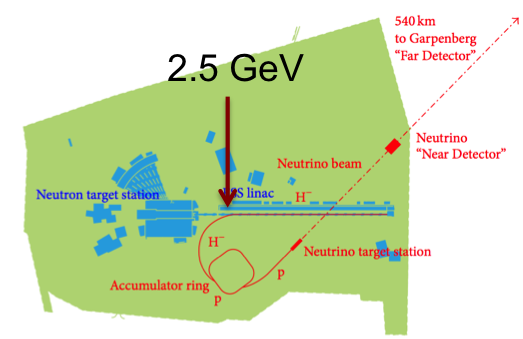 540 km
to Garpenberg
“Far Detector”
2.5 GeV
Neutrino
“Near Detector”
Neutrino beam
Neutron target station
ESS linac
H⁻
H⁻
Neutrino target station
Accumulator ring
p
p